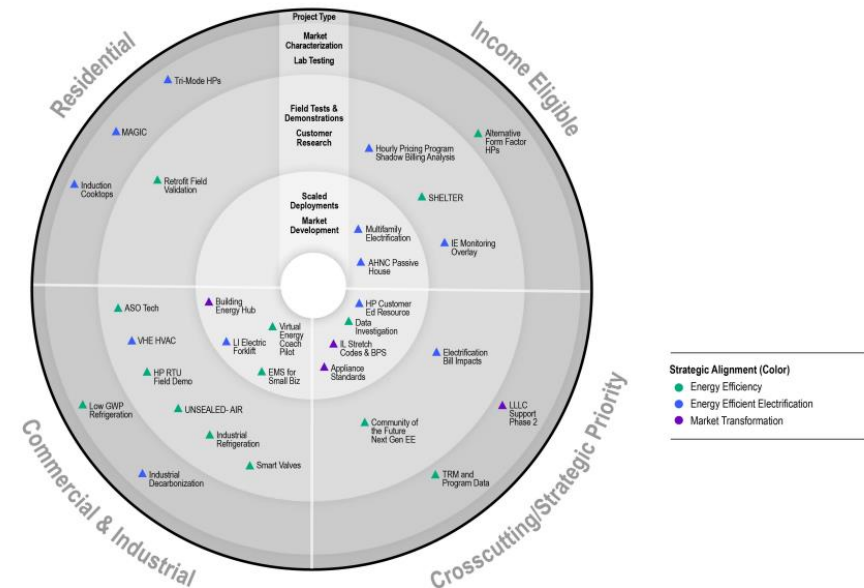 Project Type
Market
Characterization
Lab Testing
Field Tests &
Demonstrations
Customer
Research
Scaled
Deployments
Market
Development
Residential
Tri-Mode HPs
MAGIC
Induction
Cooktops
Retrofit Field
Validation
Income Eligible
Alternative
Form Factor
HPs
Hourly Pricing Program
Shadow Billing Analysis
SHELTER
IE Monitoring
Overlay
Multifamily
Electrification
AHNC Passive
House
Commercial & Industrial
Building
Energy Hub
ASO Tech
VHE HVAC
LI Electric
Forklift
Virtual
Energy
Coach
Pilot
HP RTU
Field Demo
EMS for
Small Biz
Low GWP
Refrigeration
UNSEALED- AIR
Industrial
Refrigeration
Smart Valves
Industrial
Decarbonization
Crosscutting/Strategic Priority
HP Customer
Ed Resource
Data
Investigation
IL Stretch
Codes & BPS
Appliance
Standards
Electrification
Bill Impacts
LLLC
Support
Phase 2
Community of
the Future
Next Gen EE
TRM and
Program Data
Strategic Alignment (Color)
Energy Efficiency
Energy Efficient Electrification
Market Transformation